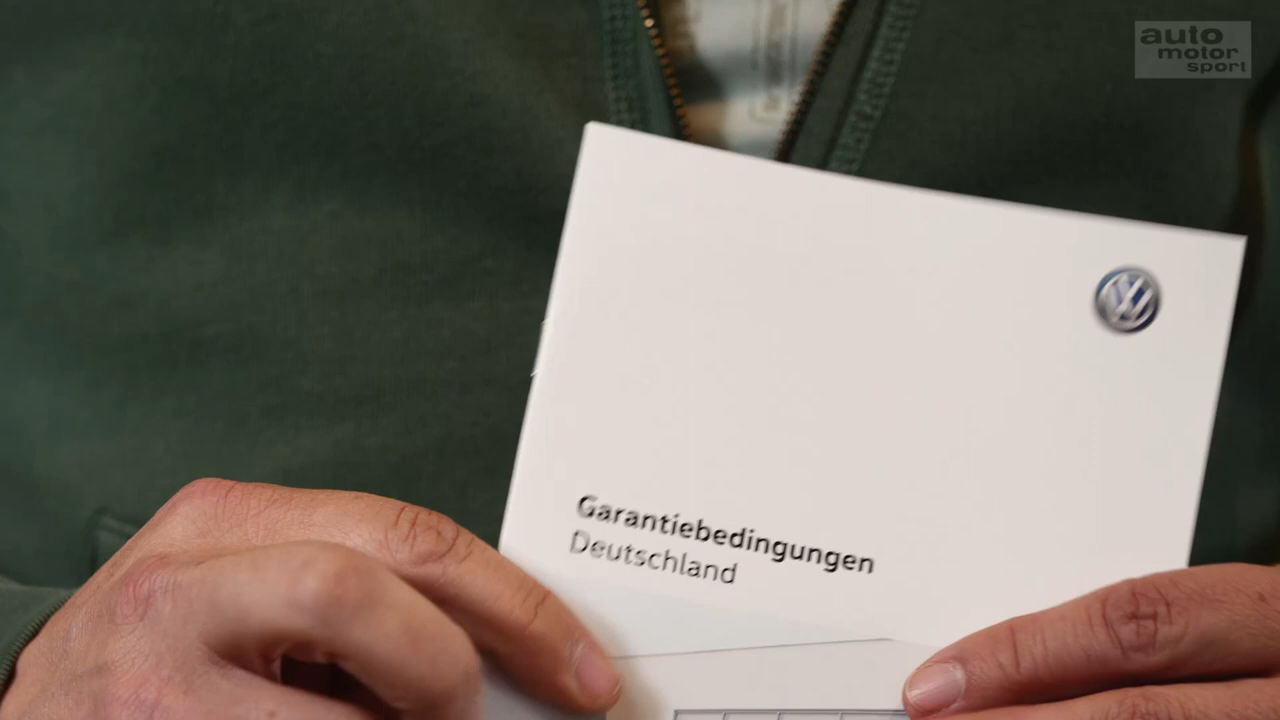 auto
motor
sport
Garantiebedingungen
Deutschland